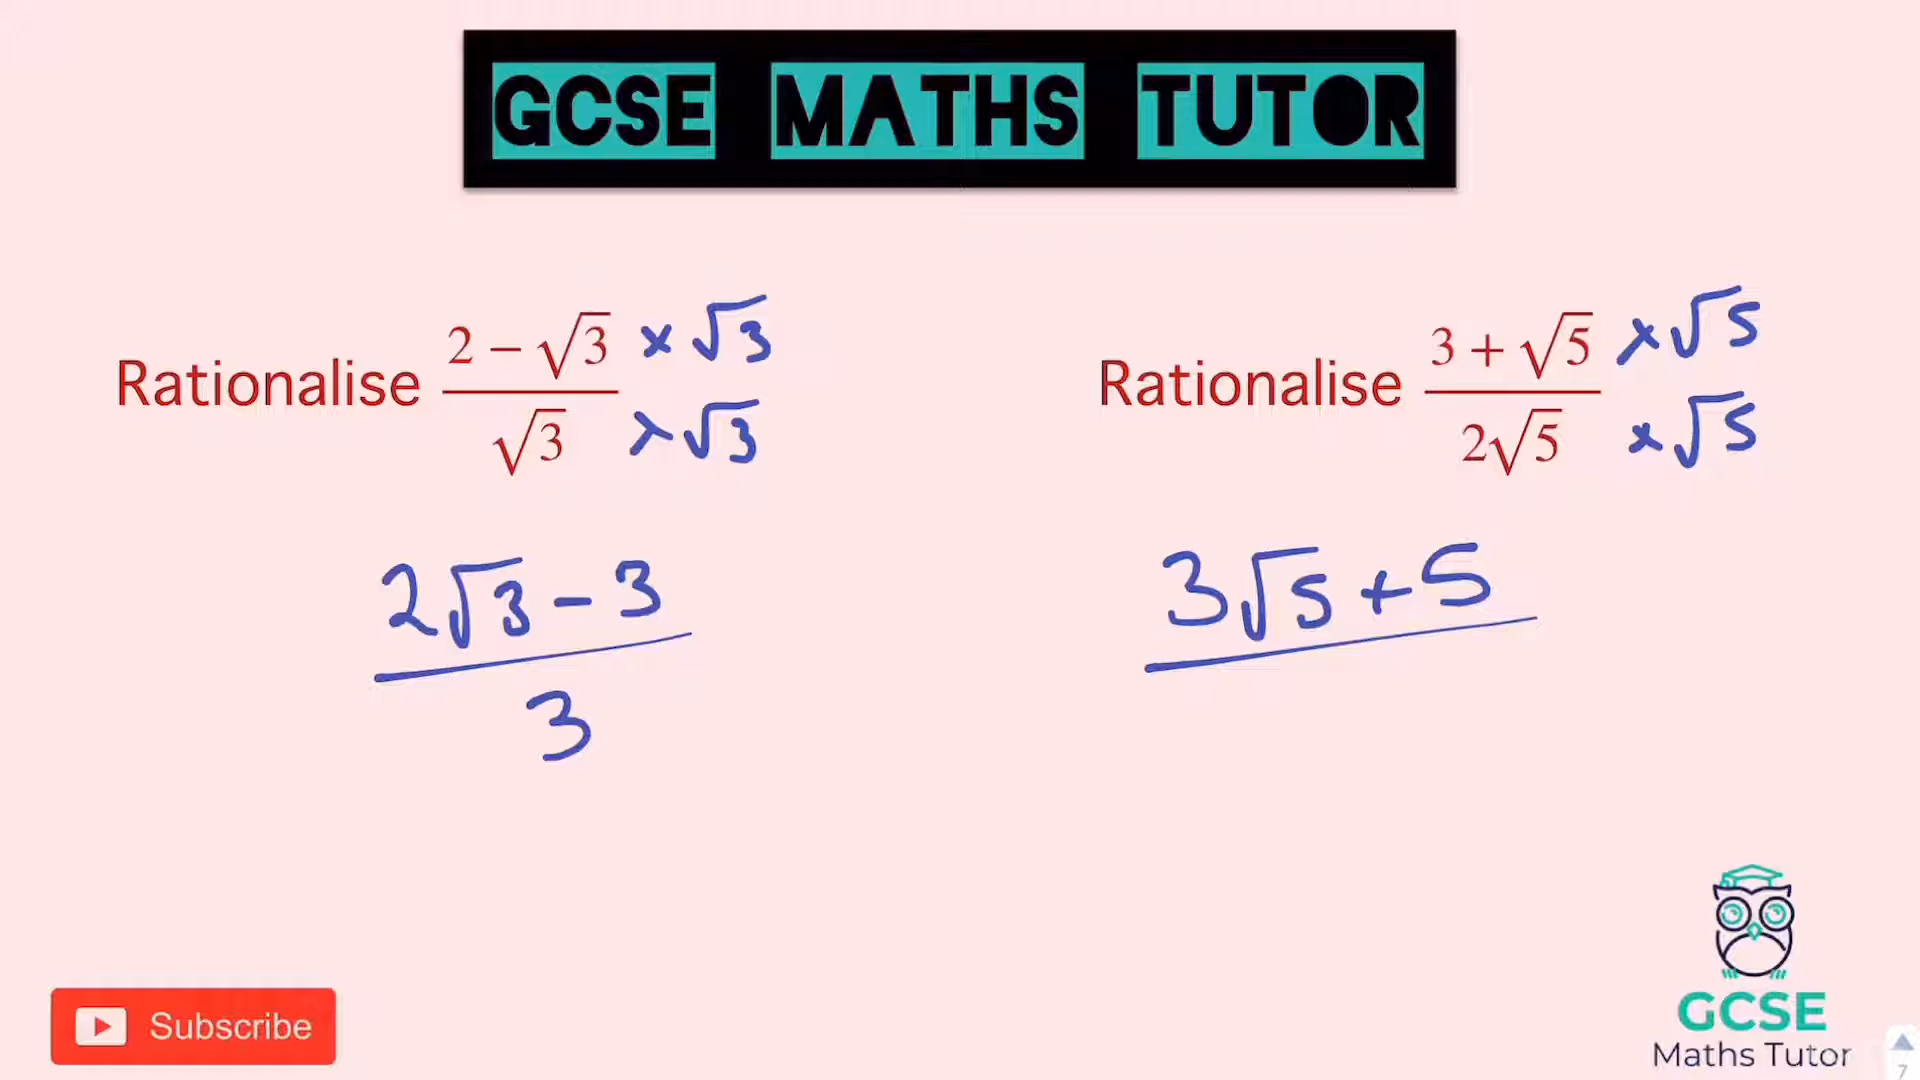 GCSE MATHS TUTOR
Rationalise (2 − √3)/√3 × √3 × √3
Rationalise (3 + √5)/(2√5) × √5 × √5
2√3 − 3
3
3√5 + 5
Subscribe
GCSE
Maths Tutor
7